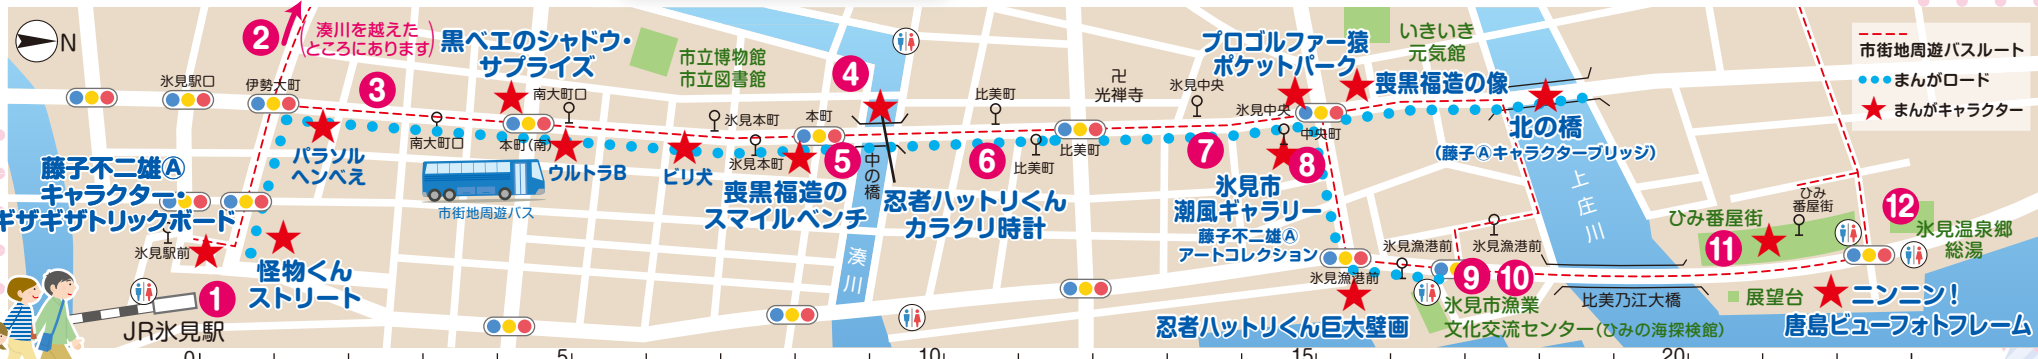 N
2
湊川を越えた
ところにあります
黒ベエのシャドウ・
サプライズ
市立博物館
市立図書館
4
プロゴルファー猿
ポケットパーク
いきいき
元気館
喪黒福造の像
市街地周遊バスルート
まんがロード
まんがキャラクター
氷見駅口
伊勢大町
3
南大町口
南大町口
本町(南)
氷見本町
氷見本町
本町
比美町
比美町
比美町
卍
光禅寺
氷見中央
氷見中央
中央町
北の橋
(藤子Ⓐキャラクターブリッジ)
パラソル
ヘンべえ
ウルトラB
ビリ犬
5
中の橋
6
7
8
藤子不二雄Ⓐ
キャラクター・
ギザギザトリックボード
市街地周遊バス
喪黒福造の
スマイルベンチ
忍者ハットリくん
カラクリ時計
氷見市
潮風ギャラリー
藤子不二雄Ⓐ
アートコレクション
上庄川
ひみ
番屋街
ひみ番屋街
11
12
氷見温泉郷
総湯
氷見駅前
怪物くん
ストリート
湊川
氷見漁港前
氷見漁港前
氷見漁港前
9
10
氷見市漁業
文化交流センター(ひみの海探検館)
比美乃江大橋
展望台
ニンニン!
唐島ビューフォトフレーム
1
JR氷見駅
忍者ハットリくん巨大壁画
0
5
10
15
20